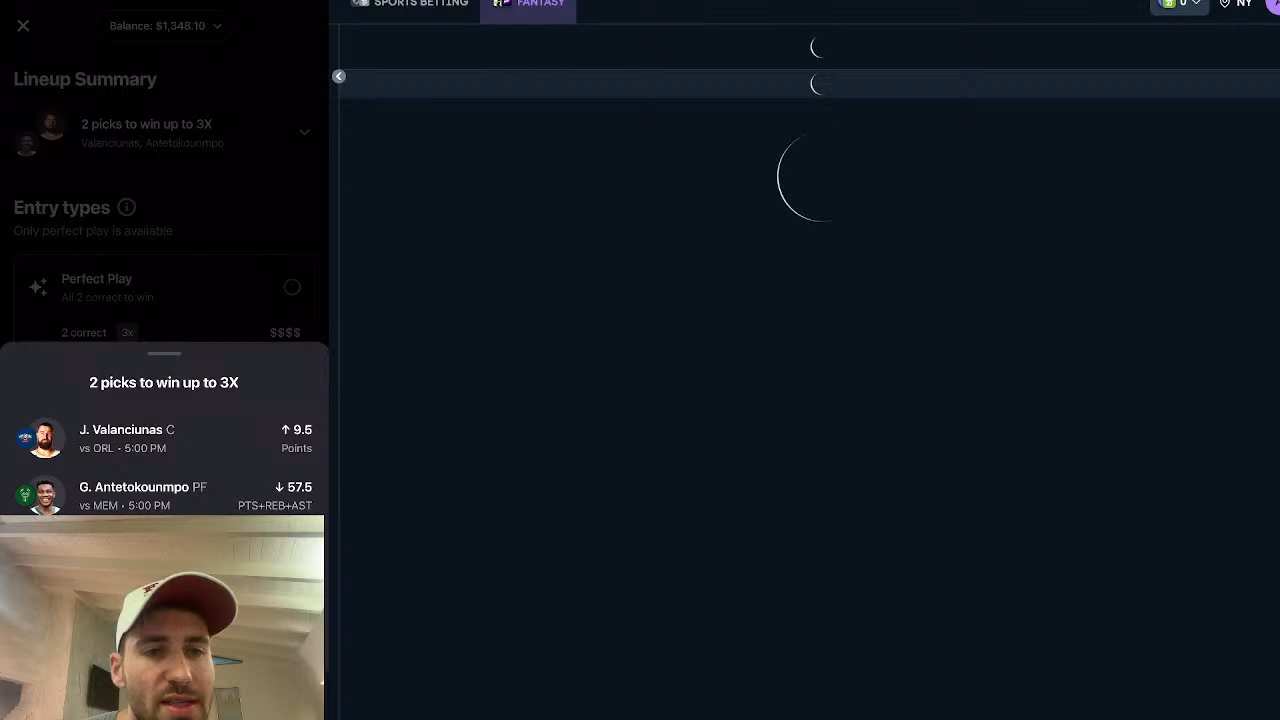 Balance: $1,348.10
SPORTS BETTING
FANTASY
0
NY
Lineup Summary
2 picks to win up to 3X
Valanciunas, Antetokounmpo
Entry types
Only perfect play is available
Perfect Play
All 2 correct to win
2 correct 3x $$$$
2 picks to win up to 3X
J. Valanciunas C ↑ 9.5
vs ORL • 5:00 PM Points
G. Antetokounmpo PF ↓ 57.5
vs MEM • 5:00 PM PTS+REB+AST